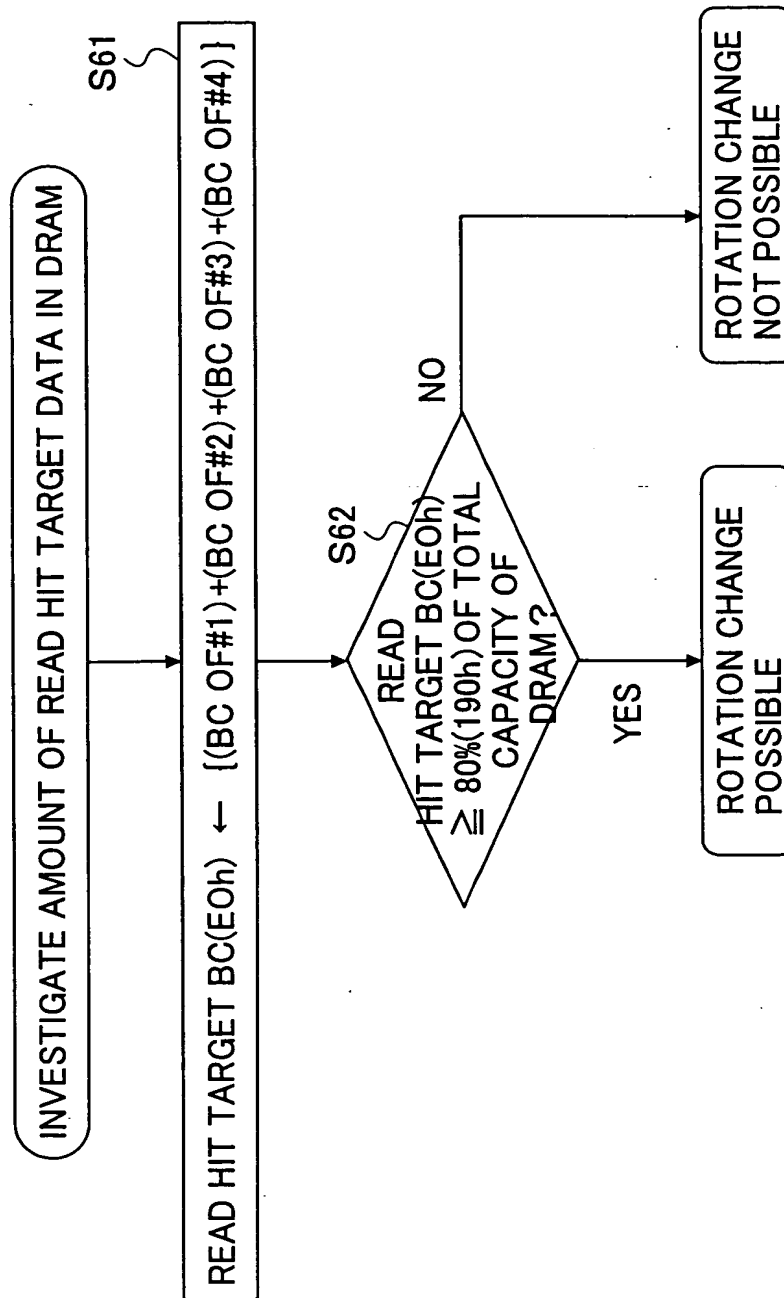 INVESTIGATE AMOUNT OF READ HIT TARGET DATA IN DRAM
S61
READ HIT TARGET BC(EOh) ← {(BC OF#1)+(BC OF#2)+(BC OF#3)+(BC OF#4)}
S62
READ
HIT TARGET BC(EOh)
≧ 80%(190h) OF TOTAL
CAPACITY OF
DRAM?
NO
YES
ROTATION CHANGE
POSSIBLE
ROTATION CHANGE
NOT POSSIBLE